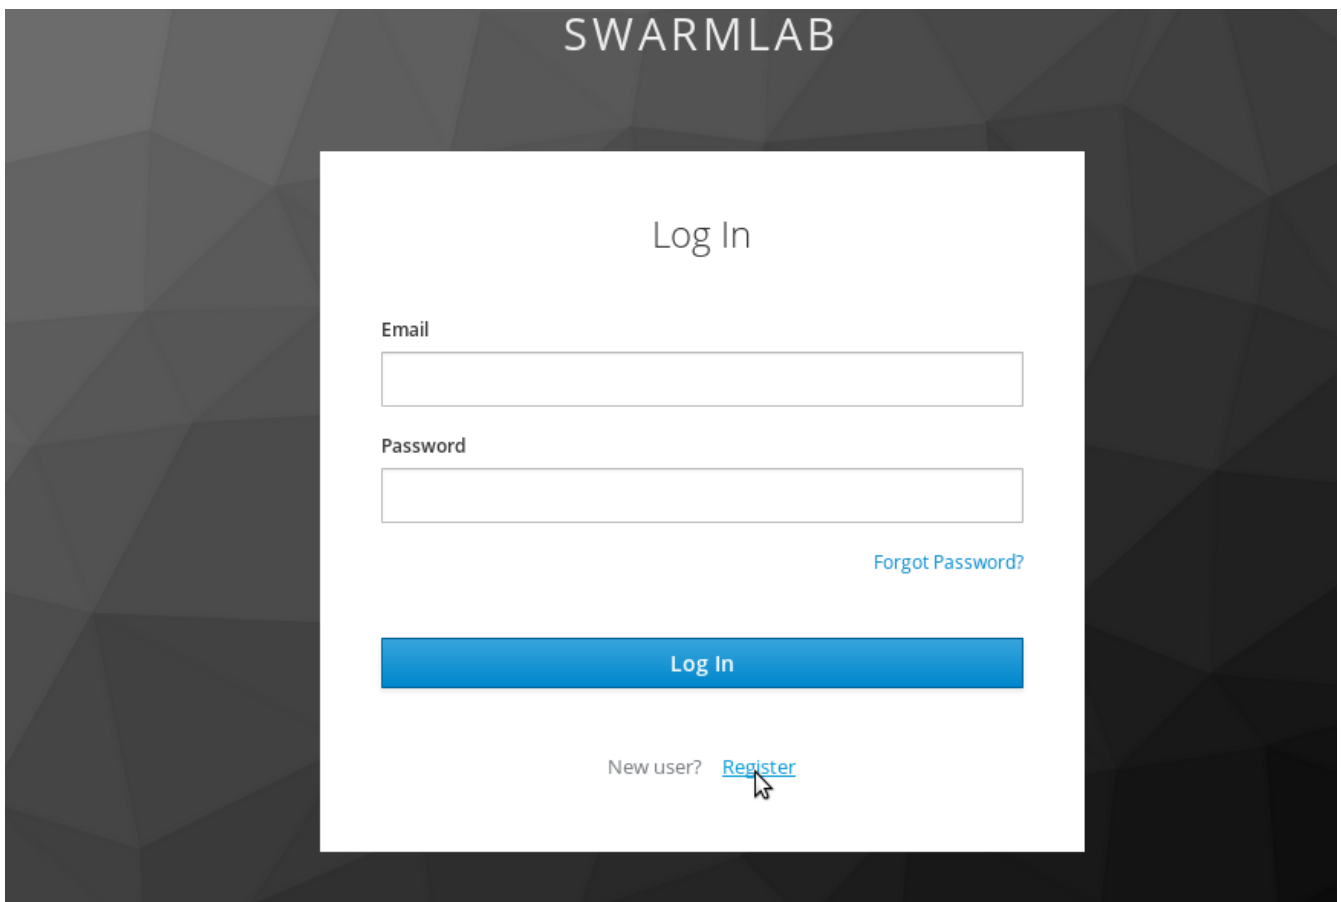 SWARMLAB
Log In
Email
Password
Forgot Password?
Log In
New user? Register